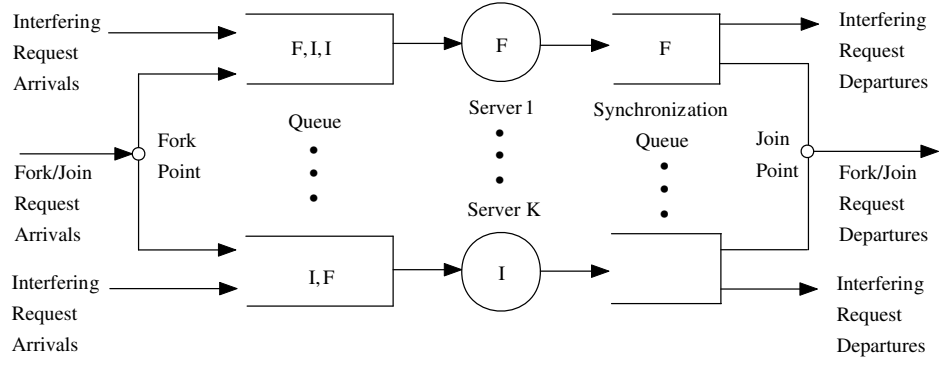 Interfering
Request
Arrivals
F, I, I
F
F
Interfering
Request
Departures
Server 1
Synchronization
Queue
Queue
Fork
Point
Join
Point
Fork/Join
Request
Arrivals
Fork/Join
Request
Departures
Server K
I, F
I
Interfering
Request
Arrivals
Interfering
Request
Departures